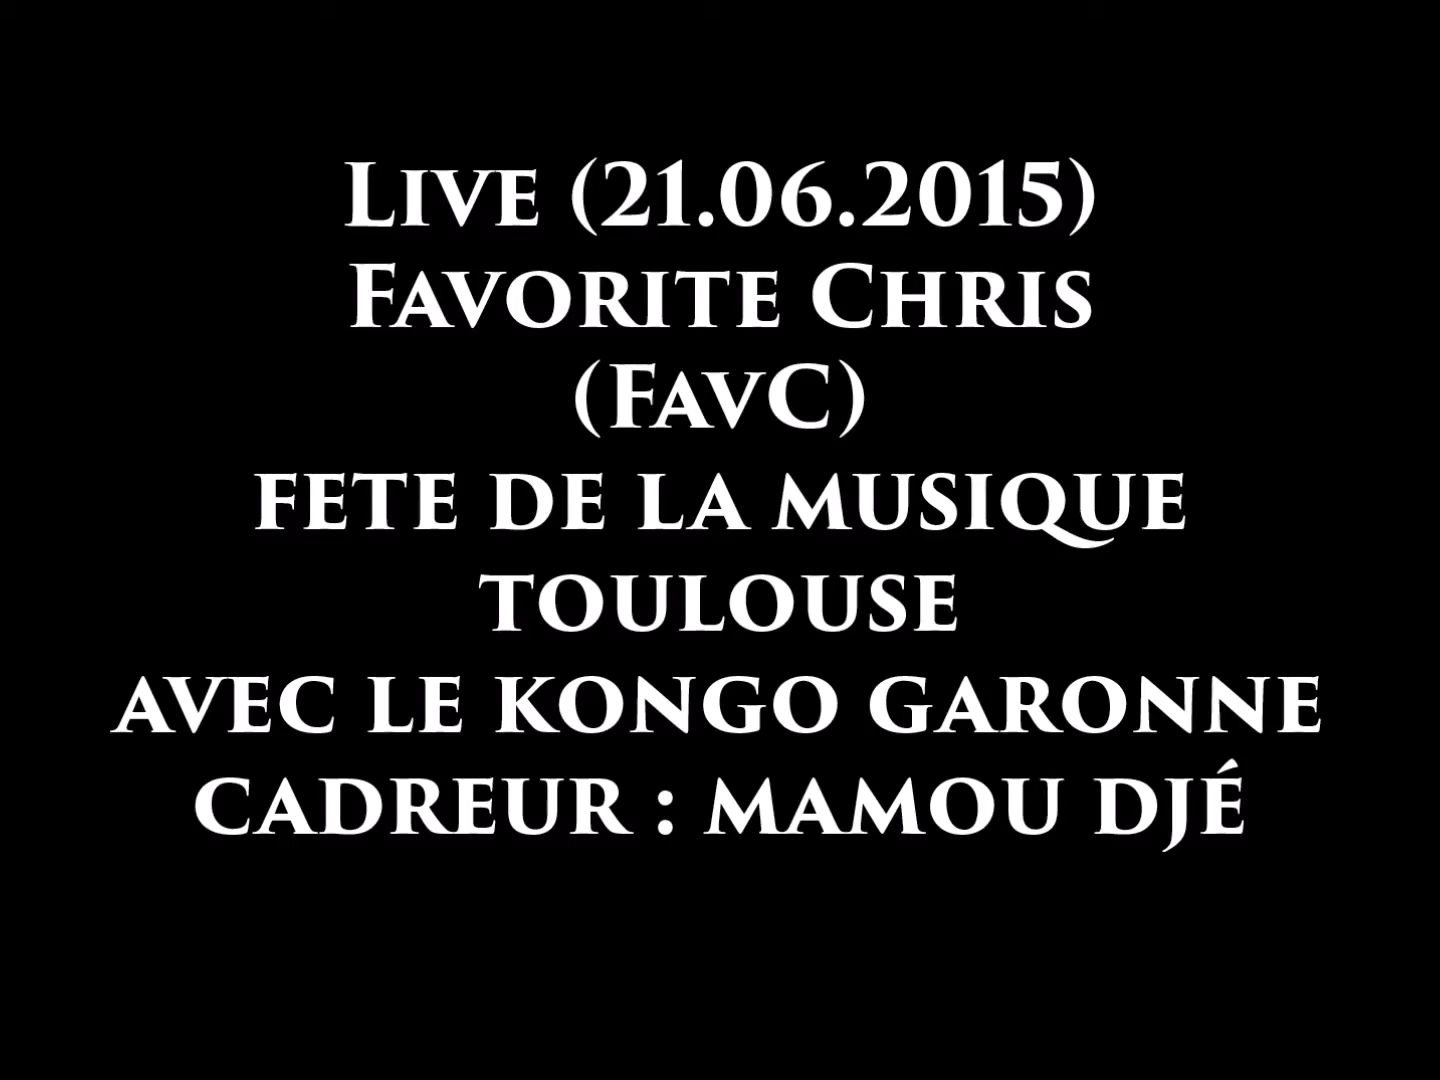 Live (21.06.2015)
Favorite Chris
(FavC)
fete de la musique
toulouse
avec le kongo garonne
cadreur : mamou djé